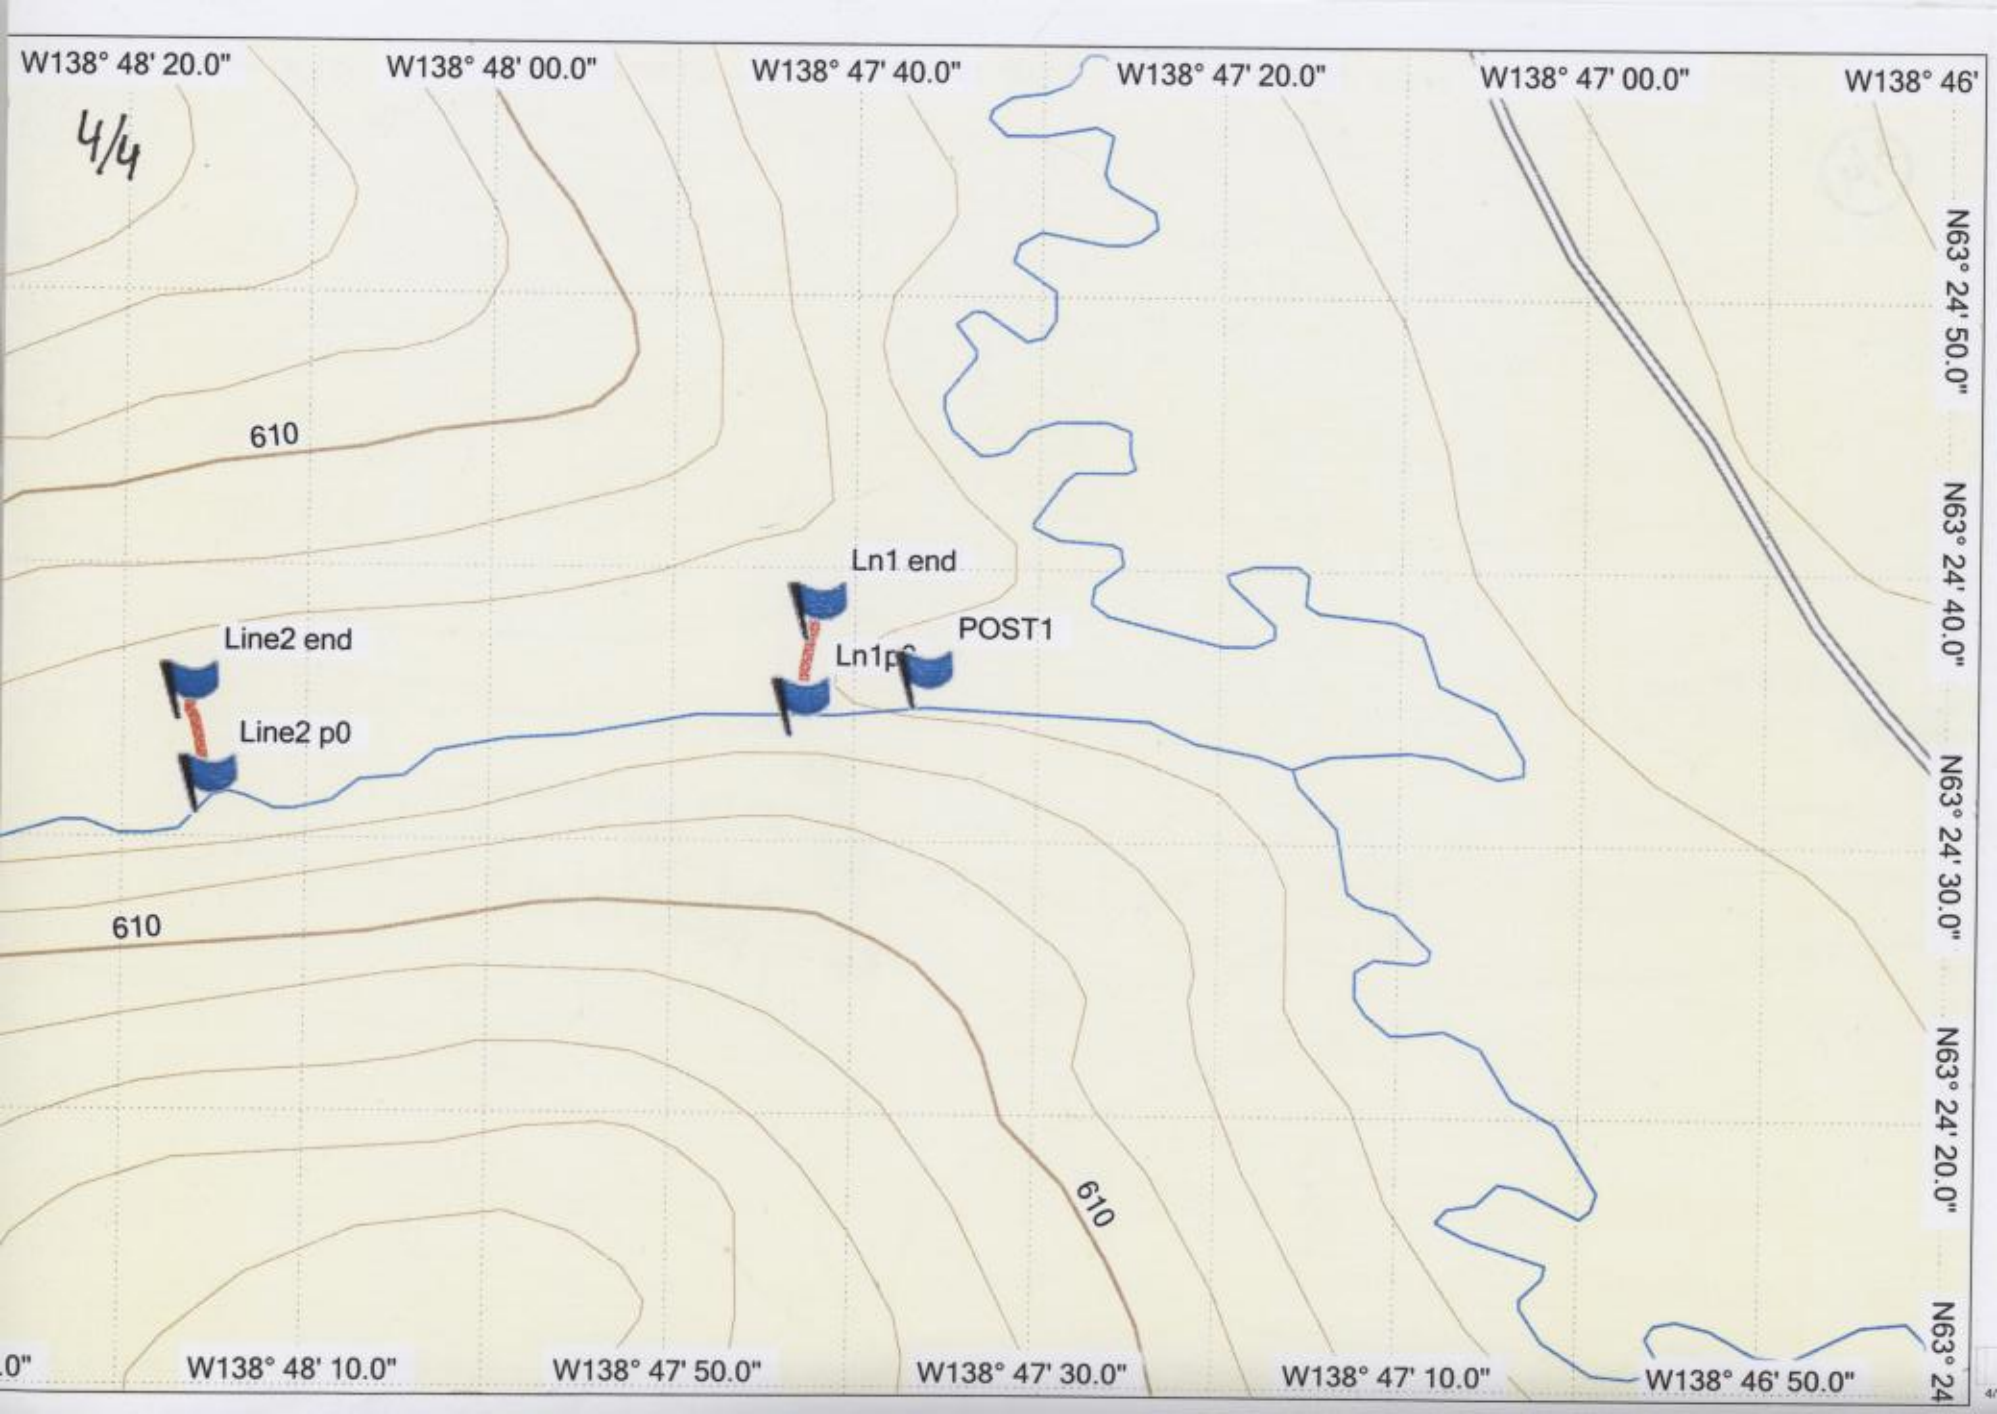 W138° 48' 20.0" W138° 48' 00.0" W138° 47' 40.0" W138° 47' 20.0" W138° 47' 00.0" W138° 46'
4/4
N63° 24' 50.0"
610
N63° 24' 40.0"
Ln1 end
POST1
Line2 end
Line2 p0
N63° 24' 30.0"
610
N63° 24' 20.0"
610
N63° 24
.0" W138° 48' 10.0" W138° 47' 50.0" W138° 47' 30.0" W138° 47' 10.0" W138° 46' 50.0"